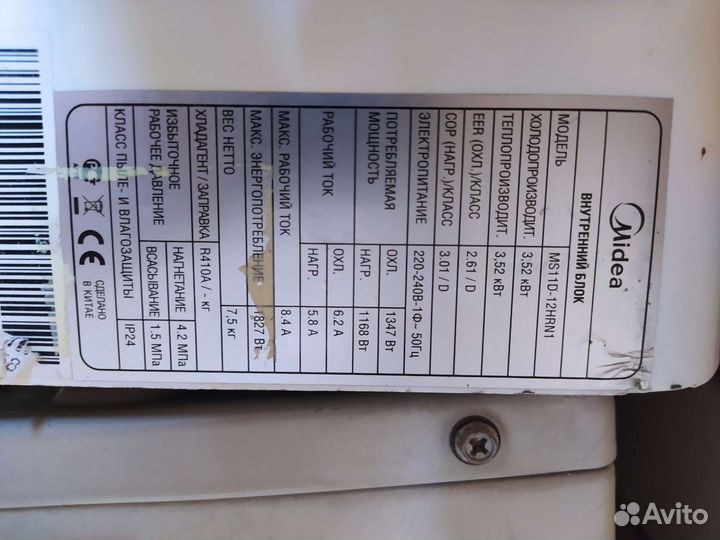 Midea
ВНУТРЕННИЙ БЛОК
МОДЕЛЬ MS11D-12HRN1
ХОЛОДОПРОИЗВОДИТ. 3,52 кВт
ТЕПЛОПРОИЗВОДИТ. 3,52 кВт
EER (ОХЛ.)/КЛАСС 2.61 / D
COP (НАГР.)/КЛАСС 3.01 / D
ЭЛЕКТРОПИТАНИЕ 220-240В-1Ф~ 50Гц
ПОТРЕБЛЯЕМАЯ МОЩНОСТЬ ОХЛ. 1347 Вт
НАГР. 1168 Вт
РАБОЧИЙ ТОК ОХЛ. 6.2 А
НАГР. 5.8 А
МАКС. РАБОЧИЙ ТОК 8.4 А
МАКС. ЭНЕРГОПОТРЕБЛЕНИЕ 1827 Вт
ВЕС НЕТТО 7,5 кг
ХЛАДАГЕНТ / ЗАПРАВКА R410A / - кг
ИЗБЫТОЧНОЕ РАБОЧЕЕ ДАВЛЕНИЕ НАГНЕТАНИЕ 4.2 МПа
ВСАСЫВАНИЕ 1.5 МПа
КЛАСС ПЫЛЕ- И ВЛАГОЗАЩИТЫ IP24
CE
СДЕЛАНО
В КИТАЕ
Avito